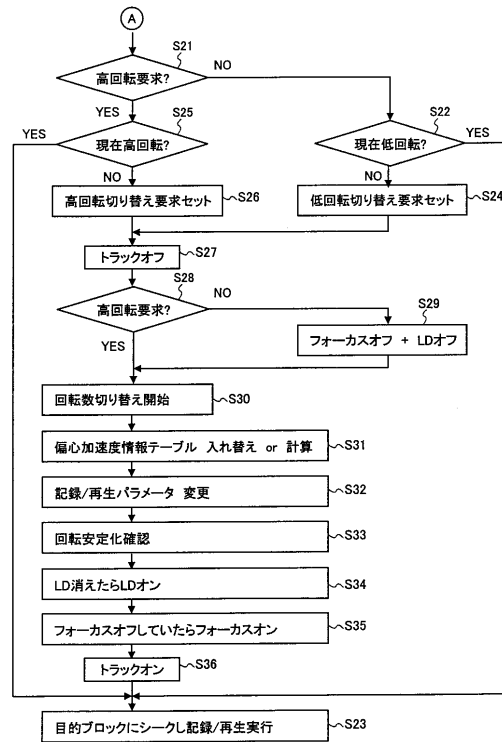 A
S21
高回転要求?
NO
YES
S25
S22
YES
現在高回転?
現在低回転?
YES
NO
NO
高回転切り替え要求セット
S26
低回転切り替え要求セット
S24
トラックオフ
S27
S28
高回転要求?
NO
S29
YES
フォーカスオフ + LDオフ
回転数切り替え開始
S30
偏心加速度情報テーブル 入れ替え or 計算
S31
記録/再生パラメータ 変更
S32
回転安定化確認
S33
LD消えたらLDオン
S34
フォーカスオフしていたらフォーカスオン
S35
トラックオン
S36
目的ブロックにシークし記録/再生実行
S23